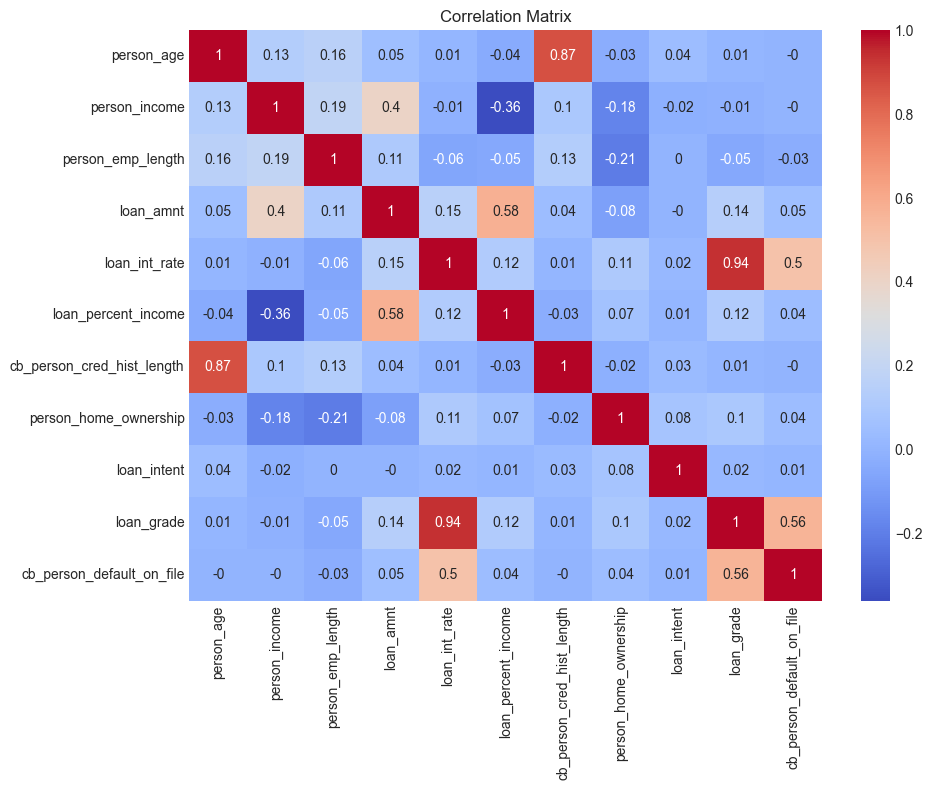 Correlation Matrix
person_age 1 0.13 0.16 0.05 0.01 -0.04 0.87 -0.03 0.04 0.01 -0
person_income 0.13 1 0.19 0.4 -0.01 -0.36 0.1 -0.18 -0.02 -0.01 -0
person_emp_length 0.16 0.19 1 0.11 -0.06 -0.05 0.13 -0.21 0 -0.05 -0.03
loan_amnt 0.05 0.4 0.11 1 0.15 0.58 0.04 -0.08 -0 0.14 0.05
loan_int_rate 0.01 -0.01 -0.06 0.15 1 0.12 0.01 0.11 0.02 0.94 0.5
loan_percent_income -0.04 -0.36 -0.05 0.58 0.12 1 -0.03 0.07 0.01 0.12 0.04
cb_person_cred_hist_length 0.87 0.1 0.13 0.04 0.01 -0.03 1 -0.02 0.03 0.01 -0
person_home_ownership -0.03 -0.18 -0.21 -0.08 0.11 0.07 -0.02 1 0.08 0.1 0.04
loan_intent 0.04 -0.02 0 -0 0.02 0.01 0.03 0.08 1 0.02 0.01
loan_grade 0.01 -0.01 -0.05 0.14 0.94 0.12 0.01 0.1 0.02 1 0.56
cb_person_default_on_file -0 -0 -0.03 0.05 0.5 0.04 -0 0.04 0.01 0.56 1
person_age
person_income
person_emp_length
loan_amnt
loan_int_rate
loan_percent_income
cb_person_cred_hist_length
person_home_ownership
loan_intent
loan_grade
cb_person_default_on_file
1.0
0.8
0.6
0.4
0.2
0.0
−0.2